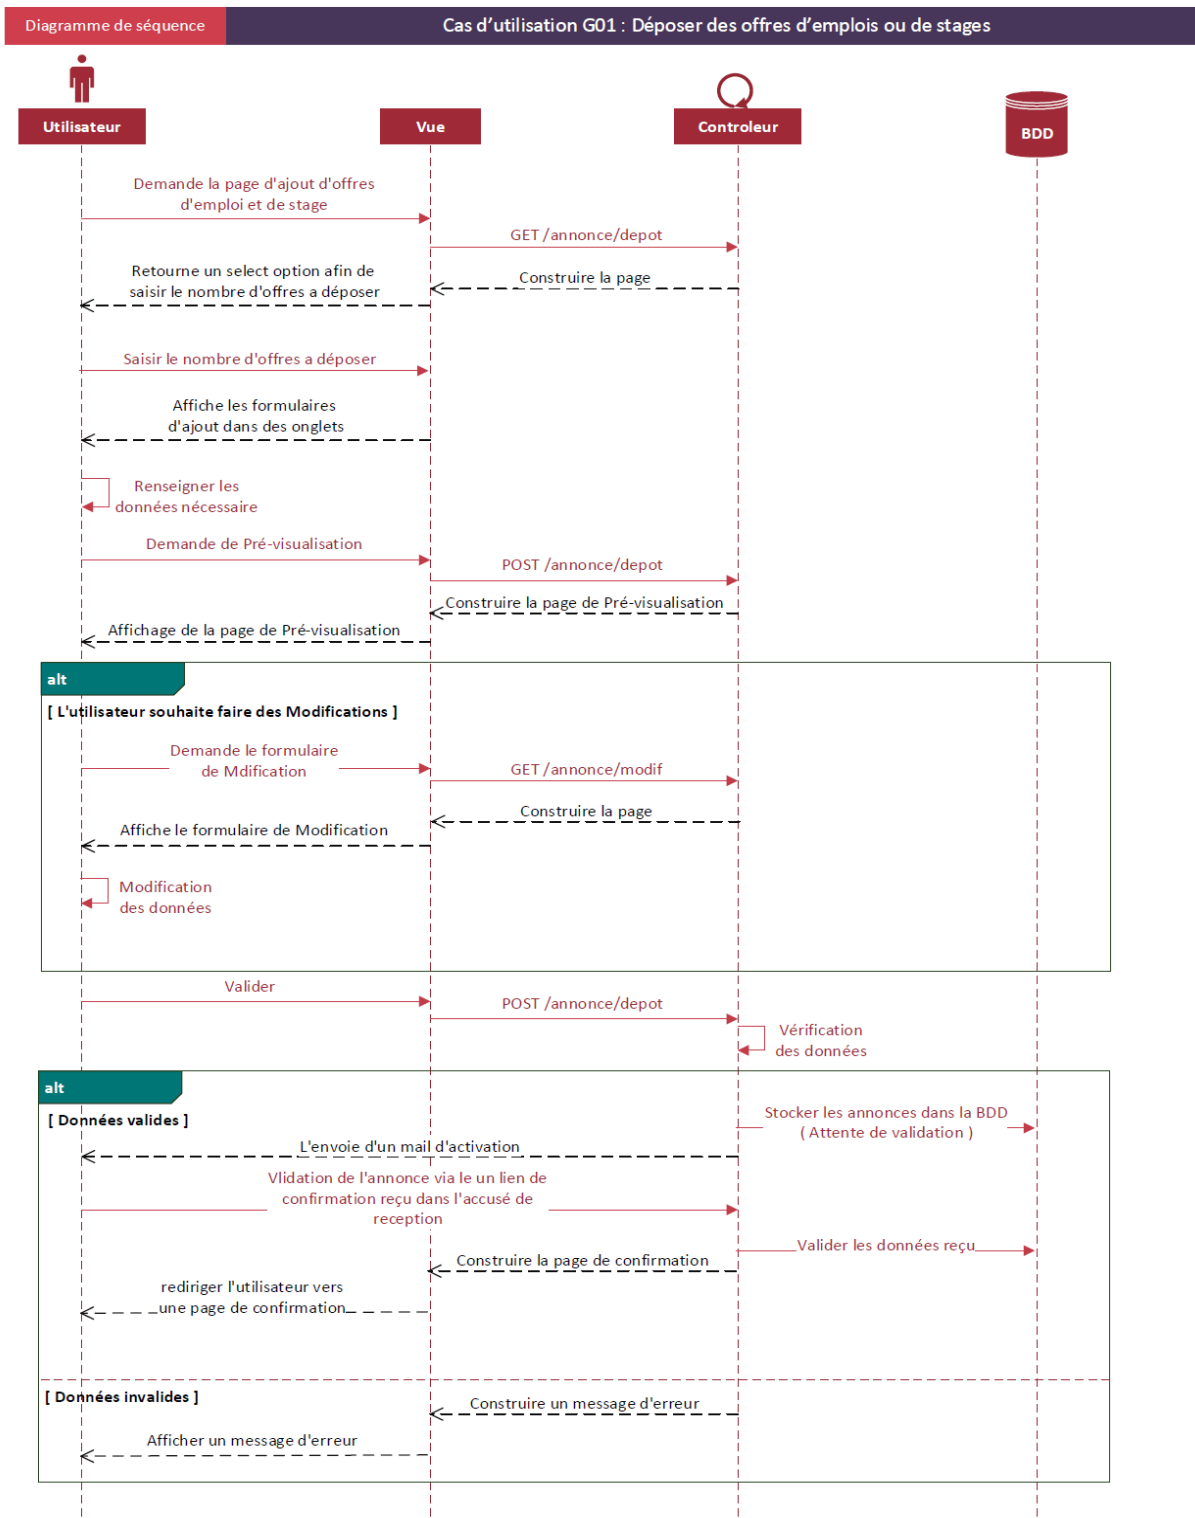 Diagramme de séquence
Cas d'utilisation G01 : Déposer des offres d'emplois ou de stages
Utilisateur
Vue
Controleur
BDD
Demande la page d'ajout d'offres
d'emploi et de stage
GET /annonce/depot
Retourne un select option afin de
saisir le nombre d'offres a déposer
Construire la page
Saisir le nombre d'offres a déposer
Affiche les formulaires
d'ajout dans des onglets
Renseigner les
données nécessaire
Demande de Pré-visualisation
POST /annonce/depot
Construire la page de Pré-visualisation
Affichage de la page de Pré-visualisation
alt
[ L'utilisateur souhaite faire des Modifications ]
Demande le formulaire
de Mdification
GET /annonce/modif
Construire la page
Affiche le formulaire de Modification
Modification
des données
Valider
POST /annonce/depot
Vérification
des données
alt
[ Données valides ]
Stocker les annonces dans la BDD
( Attente de validation )
L'envoie d'un mail d'activation
Vlidation de l'annonce via le un lien de
confirmation reçu dans l'accusé de
reception
Valider les données reçu
Construire la page de confirmation
rediriger l'utilisateur vers
une page de confirmation
[ Données invalides ]
Construire un message d'erreur
Afficher un message d'erreur